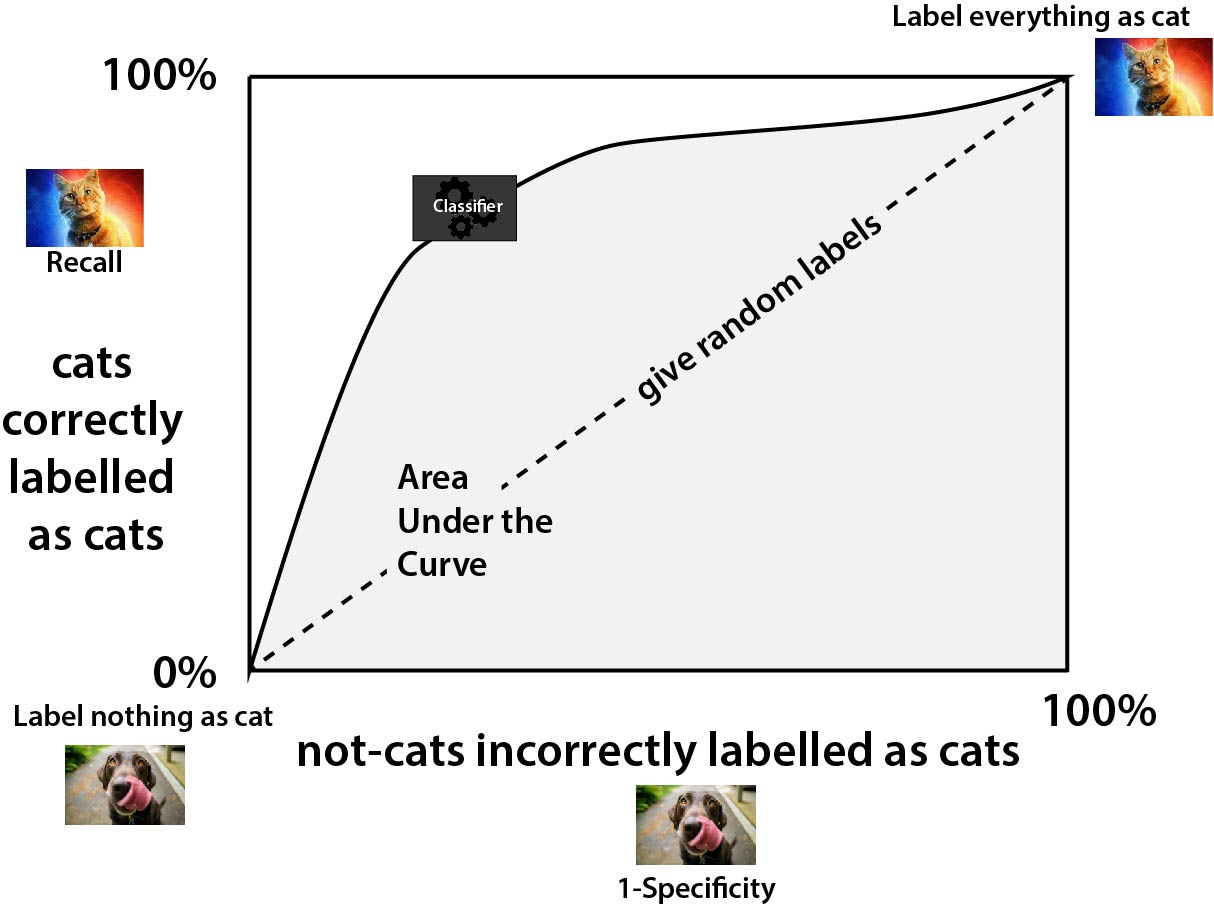 Label everything as cat
100%
Classifier
Recall
give random labels
cats
correctly
labelled
as cats
Area
Under the
Curve
0%
Label nothing as cat
100%
not-cats incorrectly labelled as cats
1-Specificity